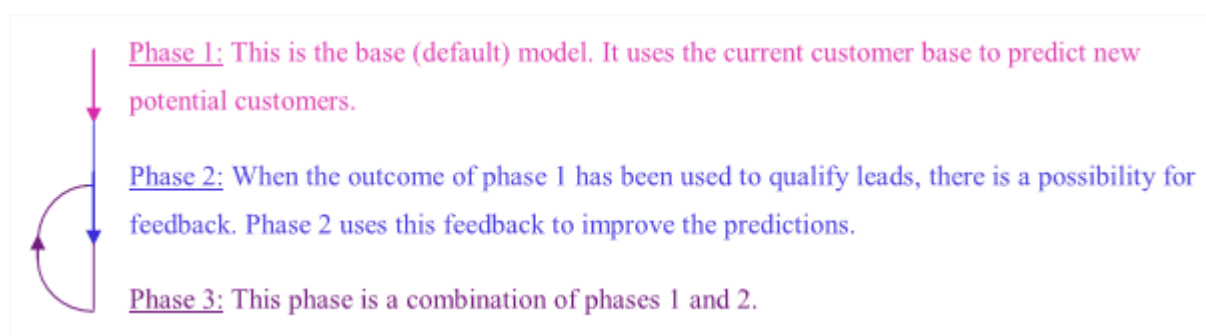 Phase 1: This is the base (default) model. It uses the current customer base to predict new
potential customers.
Phase 2: When the outcome of phase 1 has been used to qualify leads, there is a possibility for
feedback. Phase 2 uses this feedback to improve the predictions.
Phase 3: This phase is a combination of phases 1 and 2.